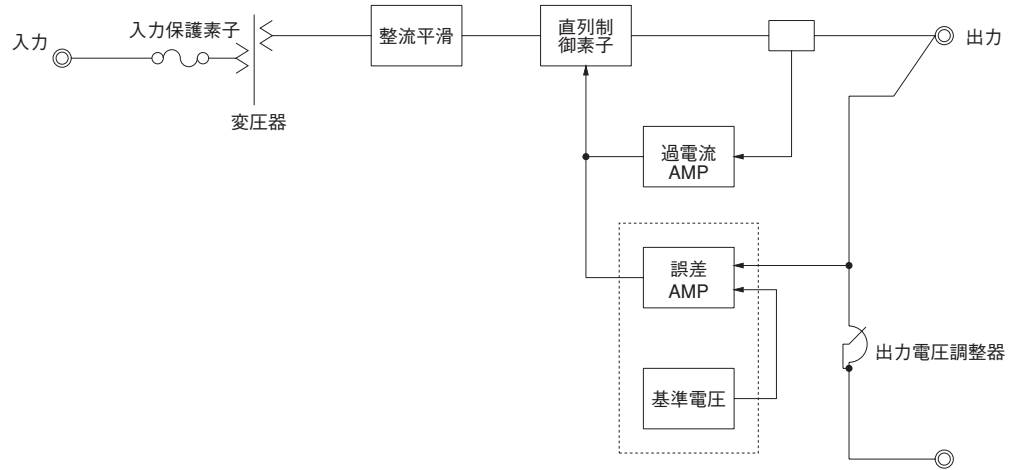 入力
入力保護素子
変圧器
整流平滑
直列制
御素子
出力
過電流
AMP
誤差
AMP
出力電圧調整器
基準電圧